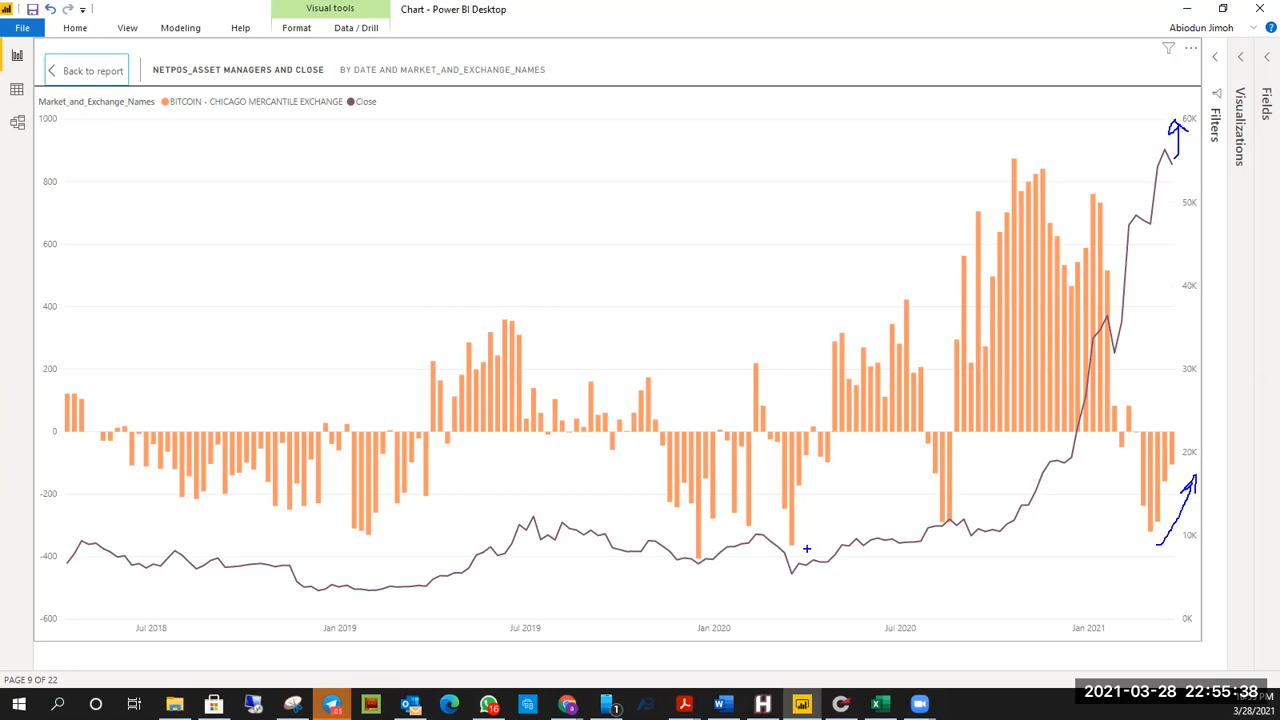 Visual tools
Chart - Power BI Desktop
File
Home
View
Modeling
Help
Format
Data / Drill
Abiodun Jimoh
Back to report
NETPOS_ASSET MANAGERS AND CLOSE
BY DATE AND MARKET_AND_EXCHANGE_NAMES
Market_and_Exchange_Names
BITCOIN - CHICAGO MERCANTILE EXCHANGE
Close
1000
800
600
400
200
0
-200
-400
-600
60K
50K
40K
30K
20K
10K
0K
Jul 2018
Jan 2019
Jul 2019
Jan 2020
Jul 2020
Jan 2021
Filters
Visualizations
Fields
PAGE 9 OF 22
16
1
2021-03-28 22:55:38
3/28/2021